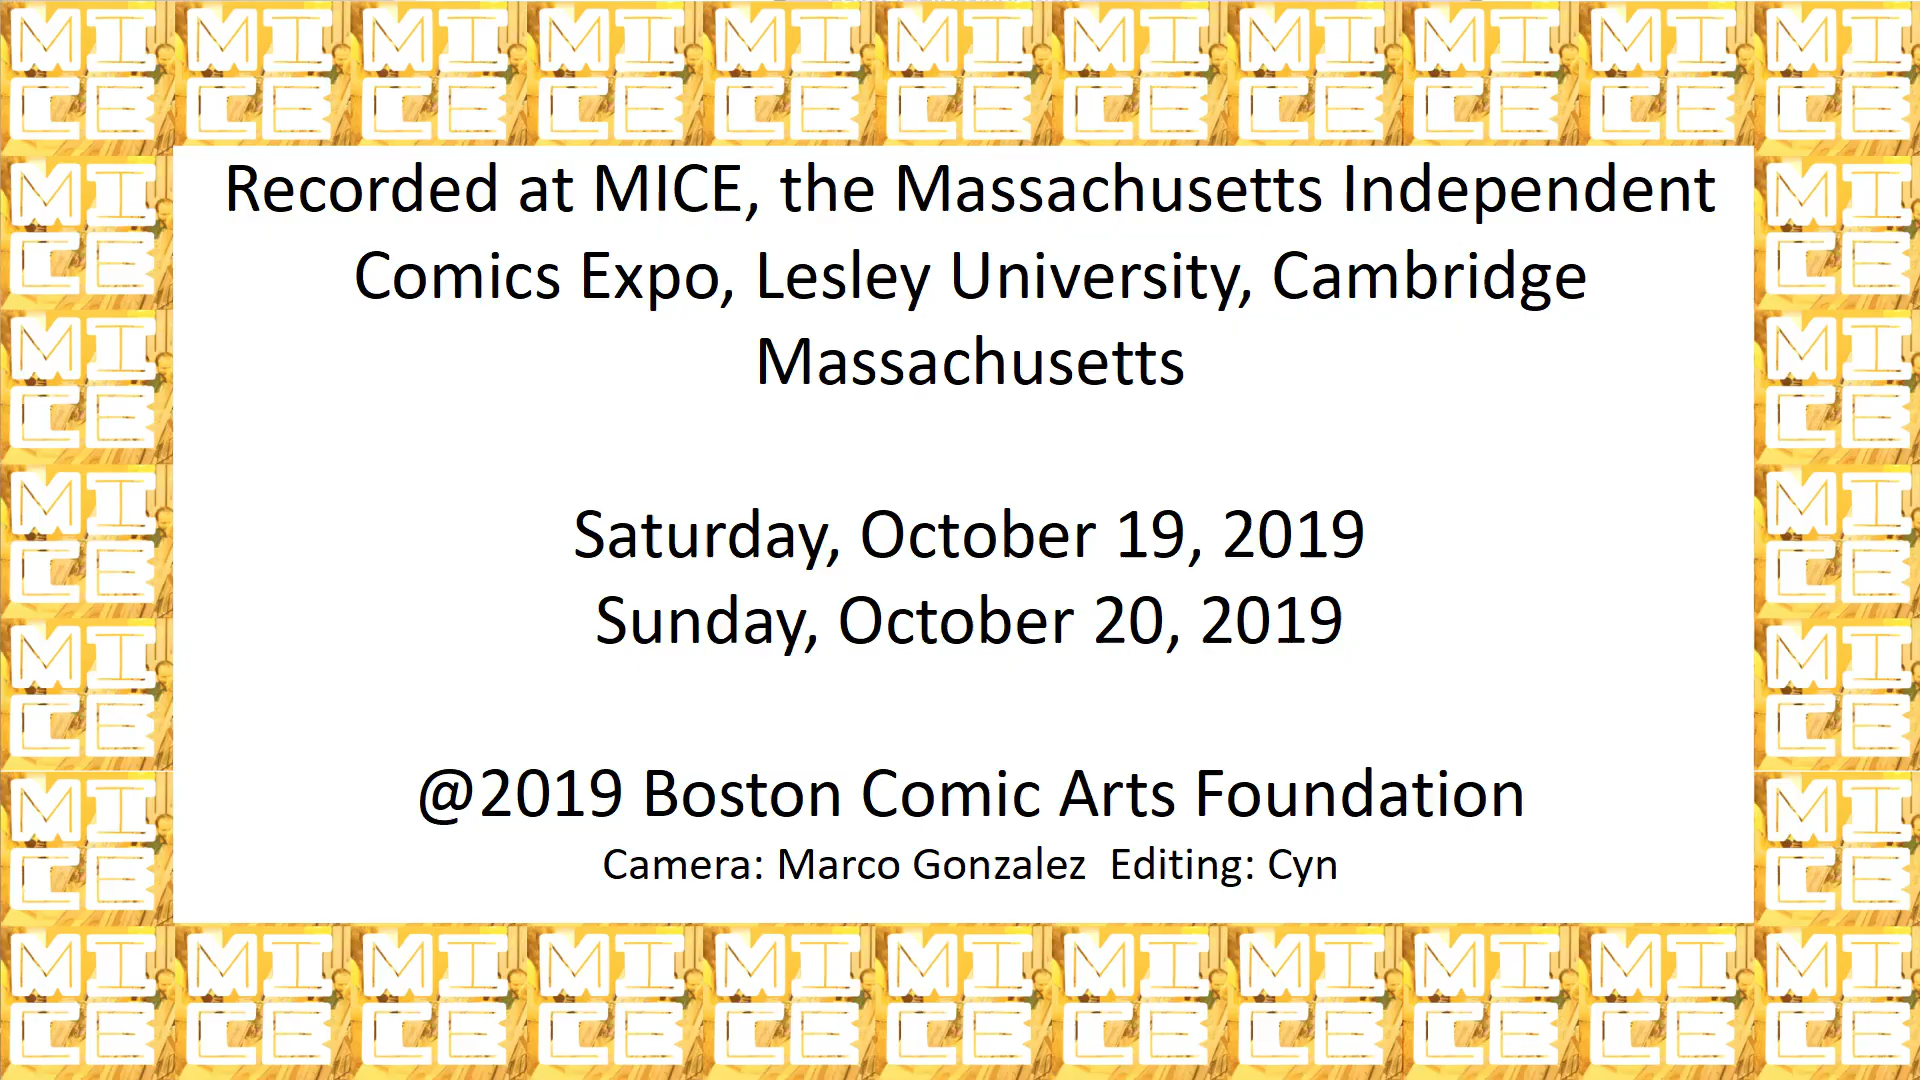 Recorded at MICE, the Massachusetts Independent
Comics Expo, Lesley University, Cambridge
Massachusetts
Saturday, October 19, 2019
Sunday, October 20, 2019
@2019 Boston Comic Arts Foundation
Camera: Marco Gonzalez  Editing: Cyn
MICE